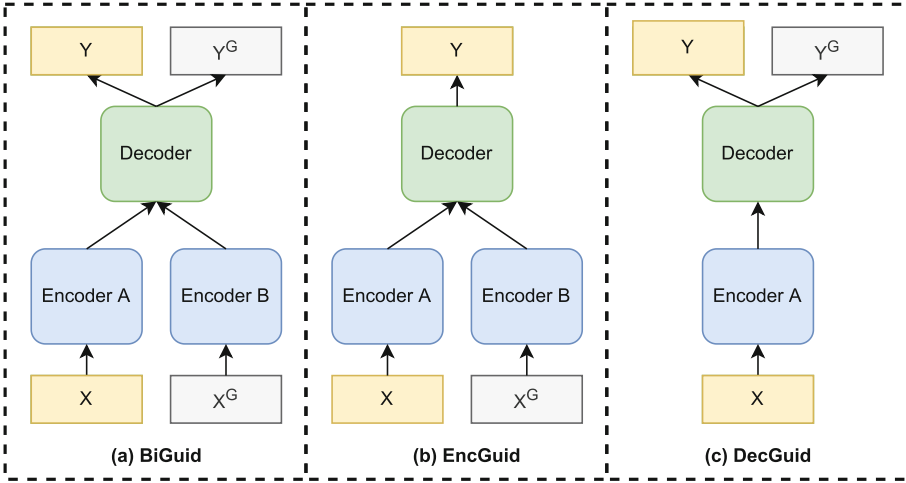 Y Y^G
Decoder
Encoder A Encoder B
X X^G
(a) BiGuid
Y
Decoder
Encoder A Encoder B
X X^G
(b) EncGuid
Y Y^G
Decoder
Encoder A
X
(c) DecGuid